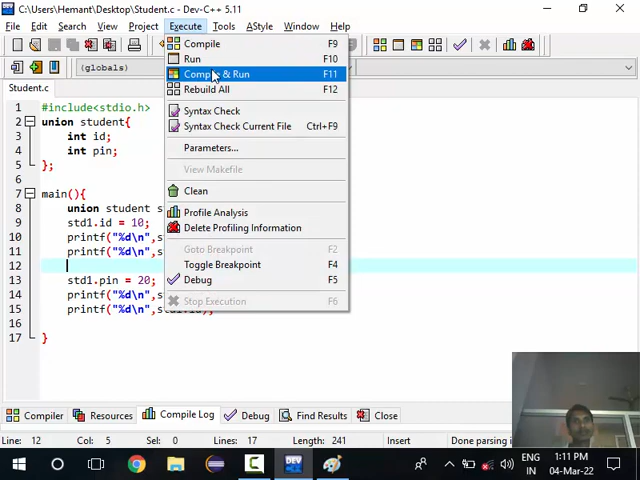 C:\Users\Hemant\Desktop\Student.c - Dev-C++ 5.11
File Edit Search View Project Execute Tools AStyle Window Help
(globals)
Compile F9
Run F10
Compile & Run F11
Rebuild All F12
Syntax Check
Syntax Check Current File Ctrl+F9
Parameters...
View Makefile
Clean
Profile Analysis
Delete Profiling Information
Goto Breakpoint F2
Toggle Breakpoint F4
Debug F5
Stop Execution F6
Student.c
1 #include<stdio.h>
2 union student{
3 int id;
4 int pin;
5 };
6
7 main(){
8 union student s
9 std1.id = 10;
10 printf("%d\n",s
11 printf("%d\n",s
12
13 std1.pin = 20;
14 printf("%d\n",s
15 printf("%d\n",
16
17 }
Compiler Resources Compile Log Debug Find Results Close
Line: 12 Col: 5 Sel: 0 Lines: 17 Length: 241 Insert Done parsing in
DEV
ENG
IN
1:11 PM
04-Mar-22